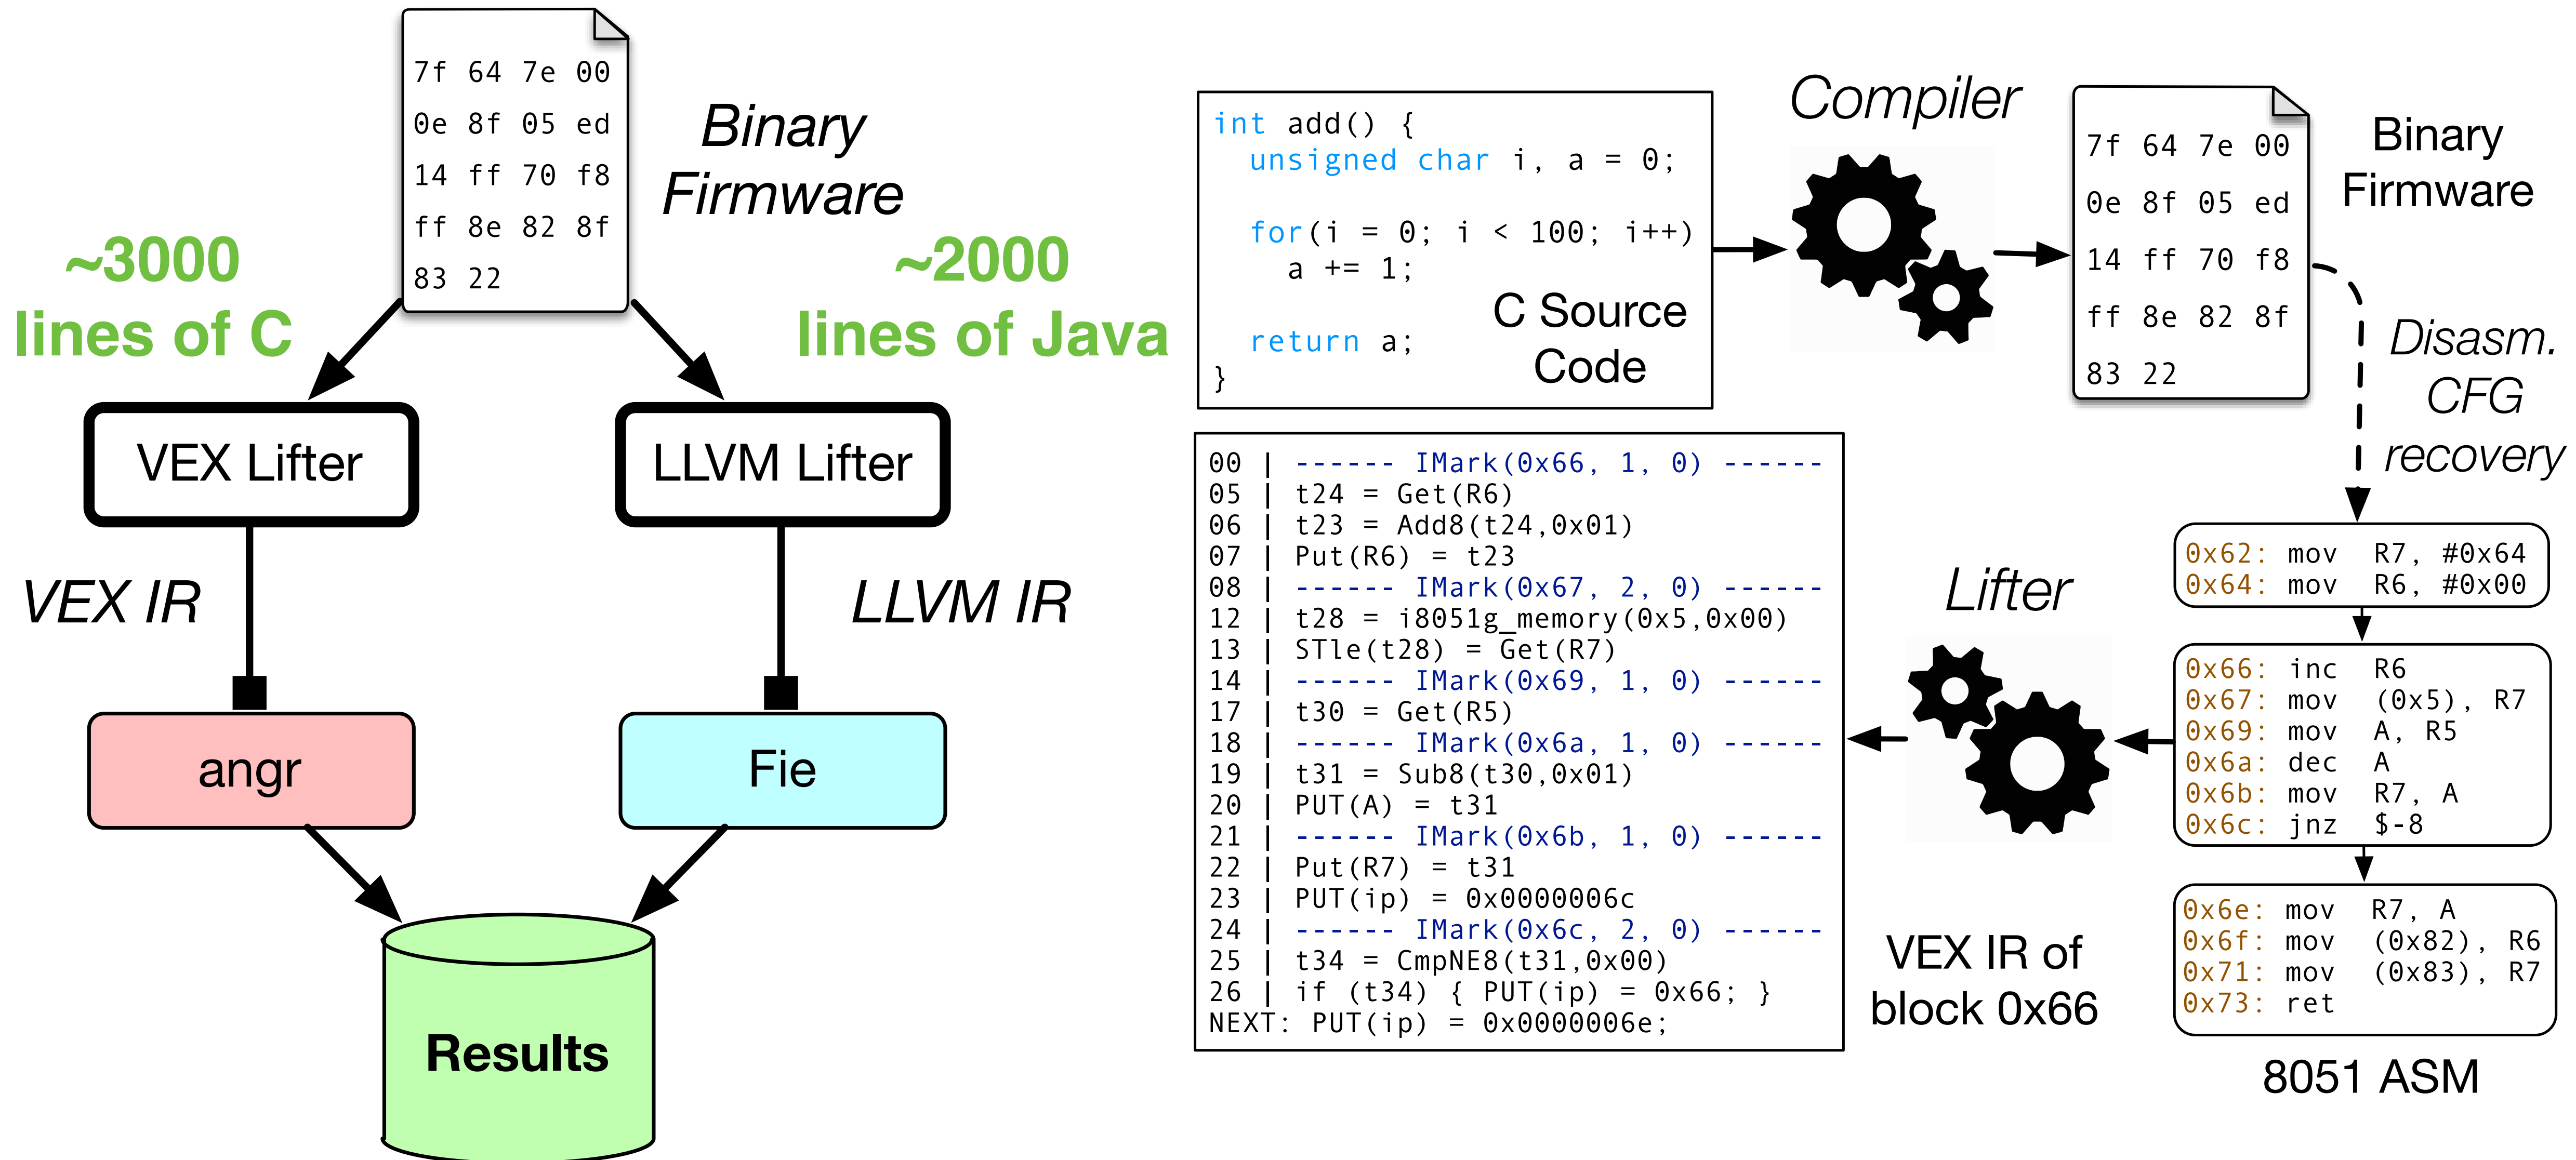 7f 64 7e 00
0e 8f 05 ed
14 ff 70 f8
ff 8e 82 8f
83 22
Binary
Firmware
~3000
lines of C
~2000
lines of Java
VEX Lifter
LLVM Lifter
VEX IR
LLVM IR
angr
Fie
Results
int add() {
unsigned char i, a = 0;
for(i = 0; i < 100; i++)
a += 1;
return a;
}
C Source
Code
Compiler
7f 64 7e 00
0e 8f 05 ed
14 ff 70 f8
ff 8e 82 8f
83 22
Binary
Firmware
Disasm.
CFG
recovery
0x62: mov R7, #0x64
0x64: mov R6, #0x00
0x66: inc R6
0x67: mov (0x5), R7
0x69: mov A, R5
0x6a: dec A
0x6b: mov R7, A
0x6c: jnz $-8
0x6e: mov R7, A
0x6f: mov (0x82), R6
0x71: mov (0x83), R7
0x73: ret
8051 ASM
Lifter
00 | ------ IMark(0x66, 1, 0) ------
05 | t24 = Get(R6)
06 | t23 = Add8(t24,0x01)
07 | Put(R6) = t23
08 | ------ IMark(0x67, 2, 0) ------
12 | t28 = i8051g_memory(0x5,0x00)
13 | STle(t28) = Get(R7)
14 | ------ IMark(0x69, 1, 0) ------
17 | t30 = Get(R5)
18 | ------ IMark(0x6a, 1, 0) ------
19 | t31 = Sub8(t30,0x01)
20 | PUT(A) = t31
21 | ------ IMark(0x6b, 1, 0) ------
22 | Put(R7) = t31
23 | PUT(ip) = 0x0000006c
24 | ------ IMark(0x6c, 2, 0) ------
25 | t34 = CmpNE8(t31,0x00)
26 | if (t34) { PUT(ip) = 0x66; }
NEXT: PUT(ip) = 0x0000006e;
VEX IR of
block 0x66